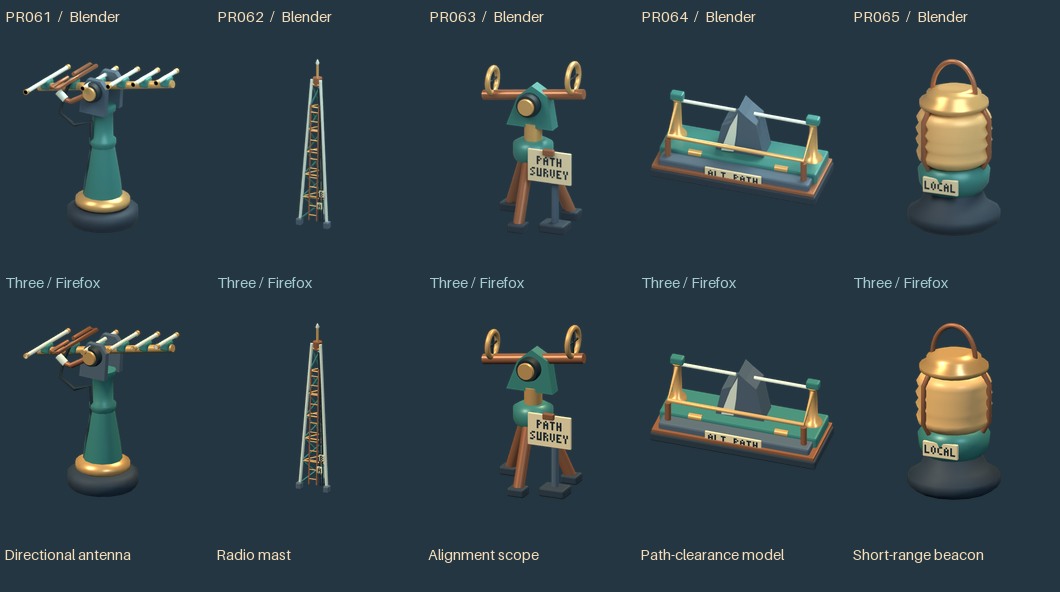 PR061 / Blender
PR062 / Blender
PR063 / Blender
PR064 / Blender
PR065 / Blender
PATH
SURVEY
ALT PATH
LOCAL
Three / Firefox
Three / Firefox
Three / Firefox
Three / Firefox
Three / Firefox
PATH
SURVEY
ALT PATH
LOCAL
Directional antenna
Radio mast
Alignment scope
Path-clearance model
Short-range beacon